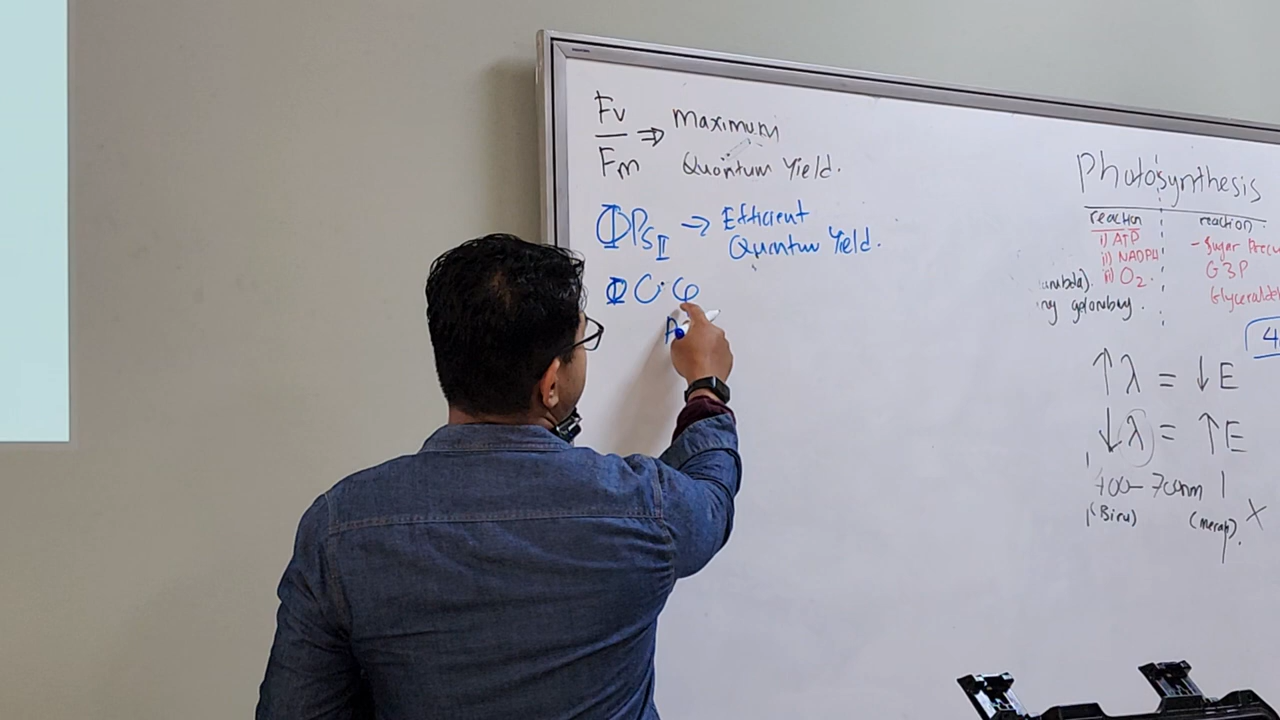 Fv
Fm
⇒ maximum
Quantum Yield.
ΦPSII → Efficient
Quantum Yield.
Photosynthesis
reaction
i) ATP
ii) NADPH
iii) O2.
reaction.
- Sugar
G3P
↑ λ = ↓ E
↓ λ = ↑ E
400-700nm
(Biru)
(merah).
X